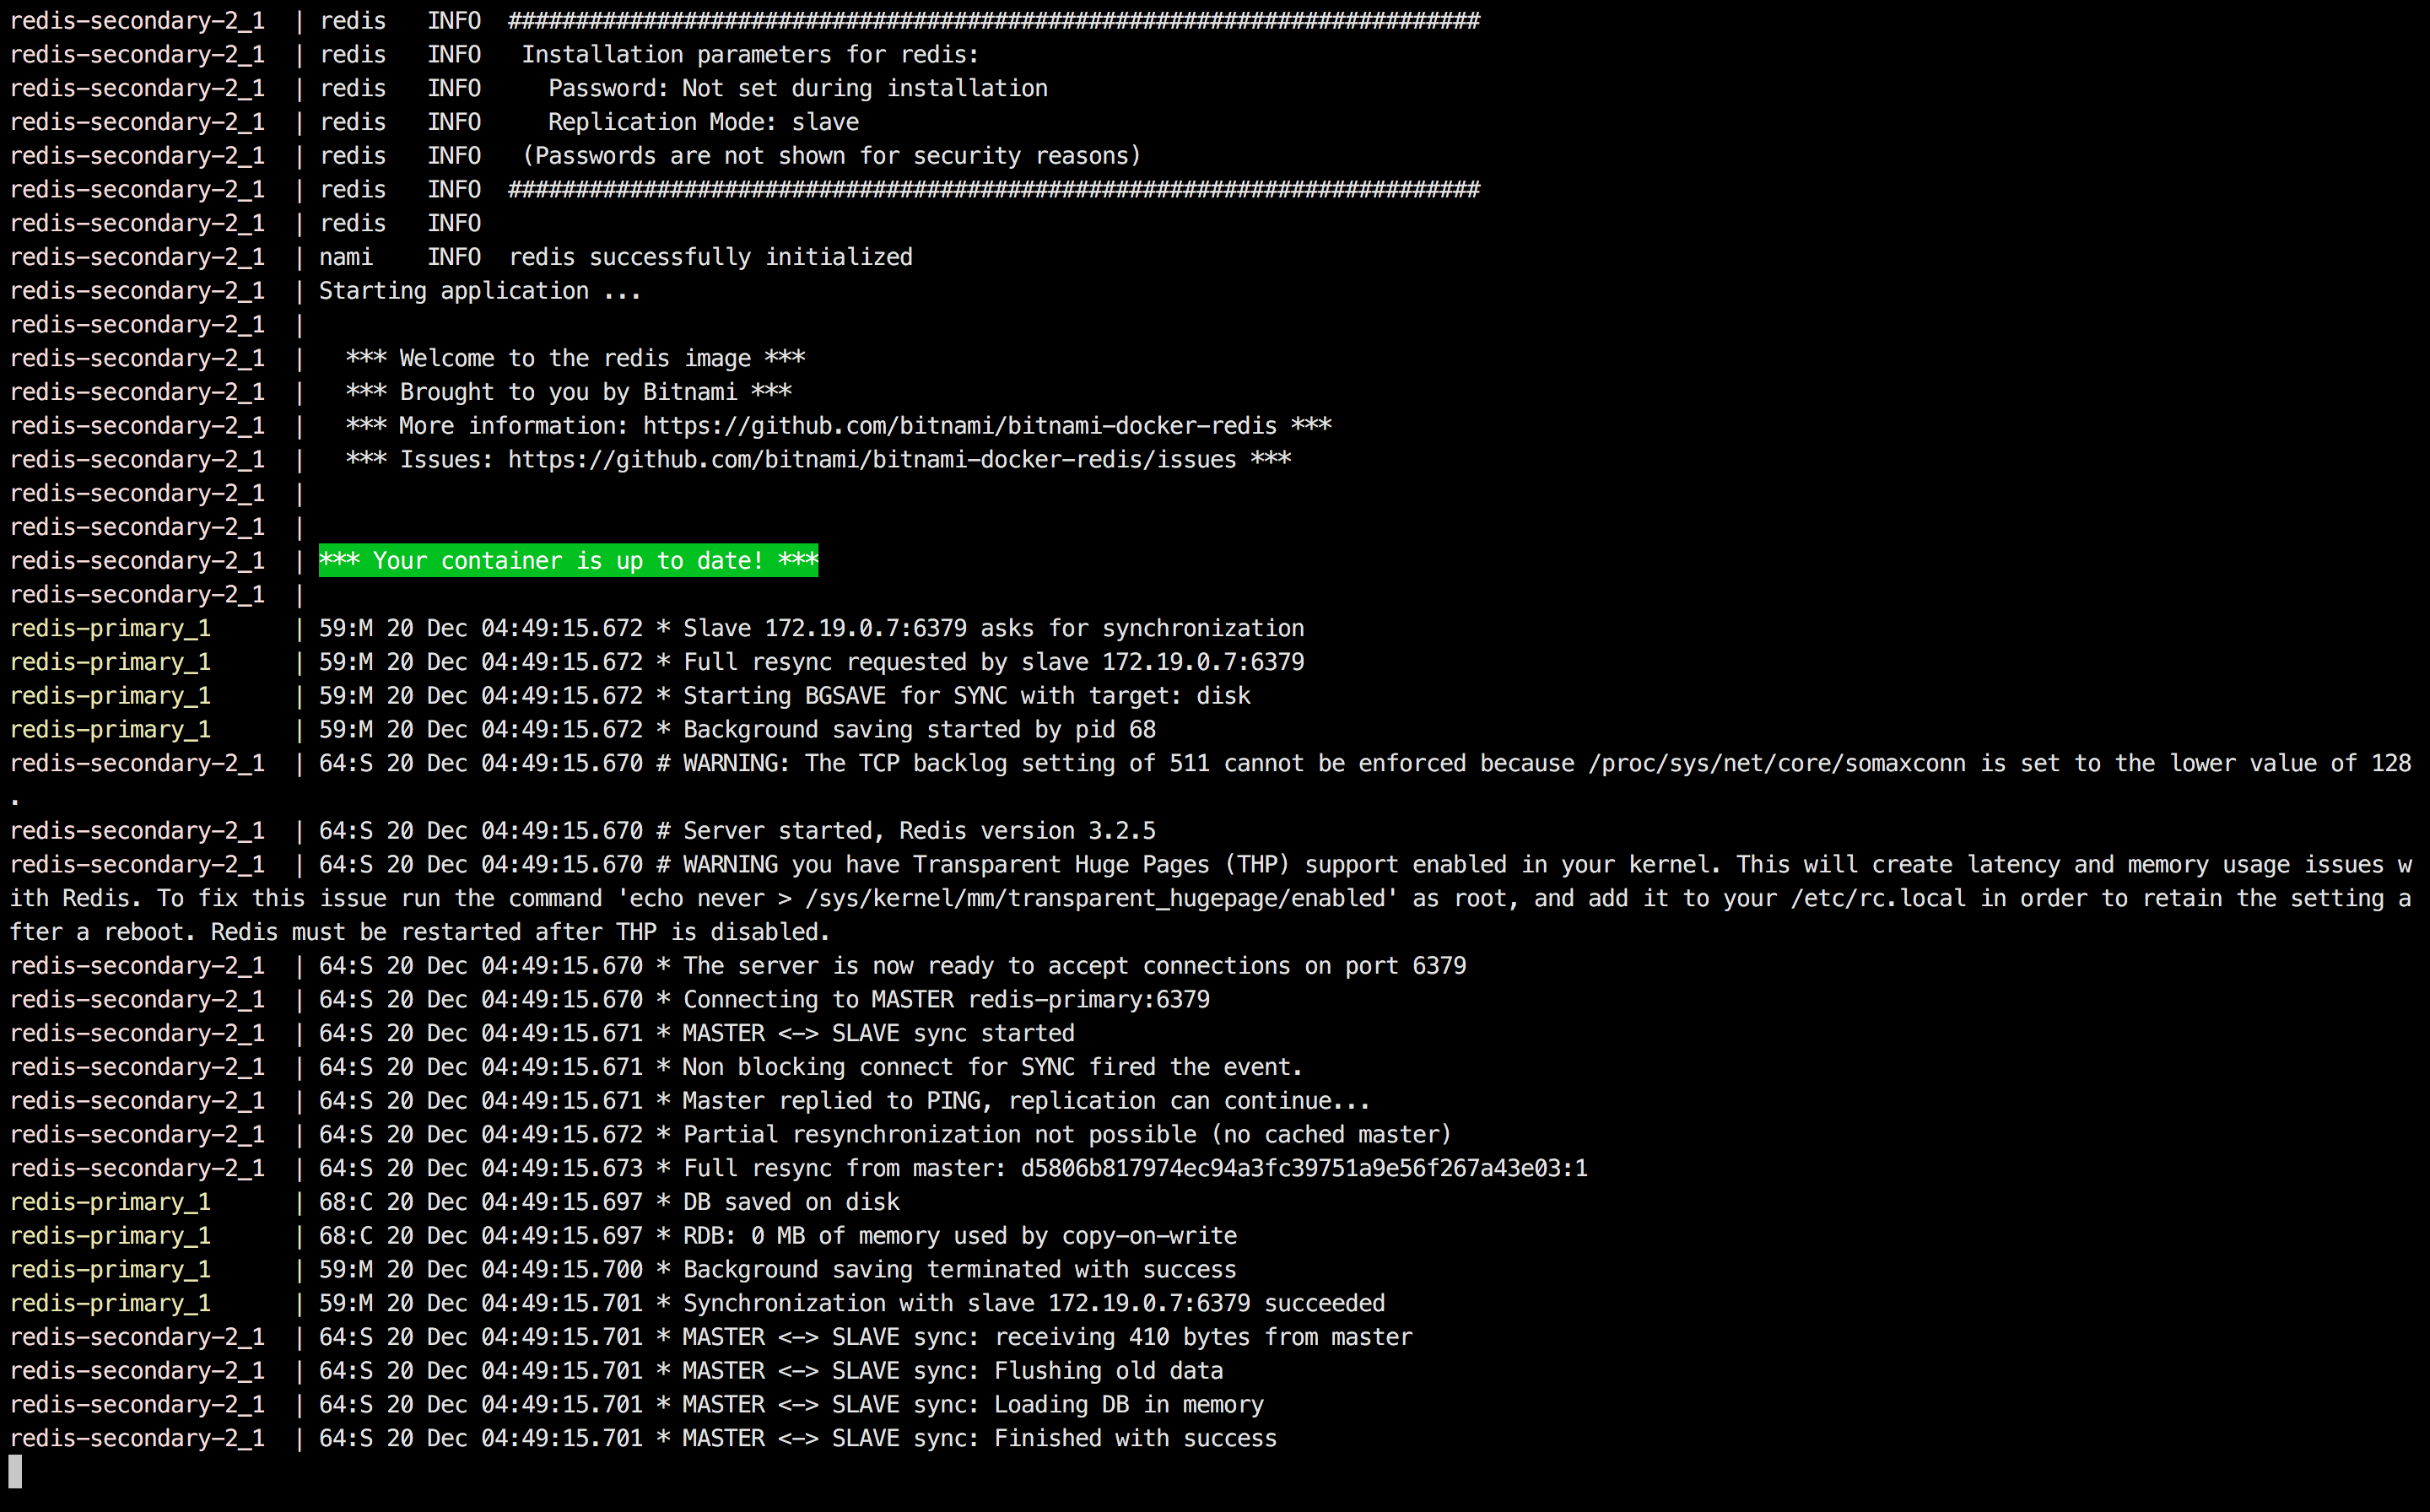 redis-secondary-2_1  | redis   INFO  ########################################################################
redis-secondary-2_1  | redis   INFO   Installation parameters for redis:
redis-secondary-2_1  | redis   INFO     Password: Not set during installation
redis-secondary-2_1  | redis   INFO     Replication Mode: slave
redis-secondary-2_1  | redis   INFO   (Passwords are not shown for security reasons)
redis-secondary-2_1  | redis   INFO  ########################################################################
redis-secondary-2_1  | redis   INFO
redis-secondary-2_1  | nami    INFO  redis successfully initialized
redis-secondary-2_1  | Starting application ...
redis-secondary-2_1  |
redis-secondary-2_1  |   *** Welcome to the redis image ***
redis-secondary-2_1  |   *** Brought to you by Bitnami ***
redis-secondary-2_1  |   *** More information: https://github.com/bitnami/bitnami-docker-redis ***
redis-secondary-2_1  |   *** Issues: https://github.com/bitnami/bitnami-docker-redis/issues ***
redis-secondary-2_1  |
redis-secondary-2_1  |
redis-secondary-2_1  | *** Your container is up to date! ***
redis-secondary-2_1  |
redis-primary_1      | 59:M 20 Dec 04:49:15.672 * Slave 172.19.0.7:6379 asks for synchronization
redis-primary_1      | 59:M 20 Dec 04:49:15.672 * Full resync requested by slave 172.19.0.7:6379
redis-primary_1      | 59:M 20 Dec 04:49:15.672 * Starting BGSAVE for SYNC with target: disk
redis-primary_1      | 59:M 20 Dec 04:49:15.672 * Background saving started by pid 68
redis-secondary-2_1  | 64:S 20 Dec 04:49:15.670 # WARNING: The TCP backlog setting of 511 cannot be enforced because /proc/sys/net/core/somaxconn is set to the lower value of 128
.
redis-secondary-2_1  | 64:S 20 Dec 04:49:15.670 # Server started, Redis version 3.2.5
redis-secondary-2_1  | 64:S 20 Dec 04:49:15.670 # WARNING you have Transparent Huge Pages (THP) support enabled in your kernel. This will create latency and memory usage issues w
ith Redis. To fix this issue run the command 'echo never > /sys/kernel/mm/transparent_hugepage/enabled' as root, and add it to your /etc/rc.local in order to retain the setting a
fter a reboot. Redis must be restarted after THP is disabled.
redis-secondary-2_1  | 64:S 20 Dec 04:49:15.670 * The server is now ready to accept connections on port 6379
redis-secondary-2_1  | 64:S 20 Dec 04:49:15.670 * Connecting to MASTER redis-primary:6379
redis-secondary-2_1  | 64:S 20 Dec 04:49:15.671 * MASTER <-> SLAVE sync started
redis-secondary-2_1  | 64:S 20 Dec 04:49:15.671 * Non blocking connect for SYNC fired the event.
redis-secondary-2_1  | 64:S 20 Dec 04:49:15.671 * Master replied to PING, replication can continue...
redis-secondary-2_1  | 64:S 20 Dec 04:49:15.672 * Partial resynchronization not possible (no cached master)
redis-secondary-2_1  | 64:S 20 Dec 04:49:15.673 * Full resync from master: d5806b817974ec94a3fc39751a9e56f267a43e03:1
redis-primary_1      | 68:C 20 Dec 04:49:15.697 * DB saved on disk
redis-primary_1      | 68:C 20 Dec 04:49:15.697 * RDB: 0 MB of memory used by copy-on-write
redis-primary_1      | 59:M 20 Dec 04:49:15.700 * Background saving terminated with success
redis-primary_1      | 59:M 20 Dec 04:49:15.701 * Synchronization with slave 172.19.0.7:6379 succeeded
redis-secondary-2_1  | 64:S 20 Dec 04:49:15.701 * MASTER <-> SLAVE sync: receiving 410 bytes from master
redis-secondary-2_1  | 64:S 20 Dec 04:49:15.701 * MASTER <-> SLAVE sync: Flushing old data
redis-secondary-2_1  | 64:S 20 Dec 04:49:15.701 * MASTER <-> SLAVE sync: Loading DB in memory
redis-secondary-2_1  | 64:S 20 Dec 04:49:15.701 * MASTER <-> SLAVE sync: Finished with success